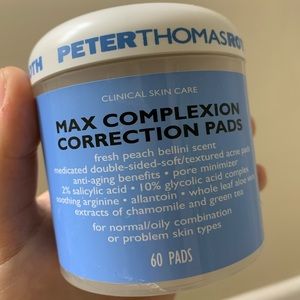 OTH PETERTHOMASRO
CLINICAL SKIN CARE
MAX COMPLEXION
CORRECTION PADS
fresh peach bellini scent
medicated double-sided-soft/textured acne pads
anti-aging benefits • pore minimizer
2% salicylic acid • 10% glycolic acid complex
soothing arginine • allantoin • whole leaf aloe vera
extracts of chamomile and green tea
for normal/oily combination
or problem skin types
60 PADS